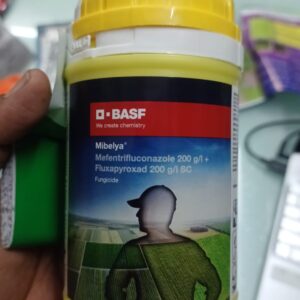 BASF
We create chemistry
Mibelya®
Mefentrifluconazole 200 g/l +
Fluxapyroxad 200 g/l SC
Fungicide